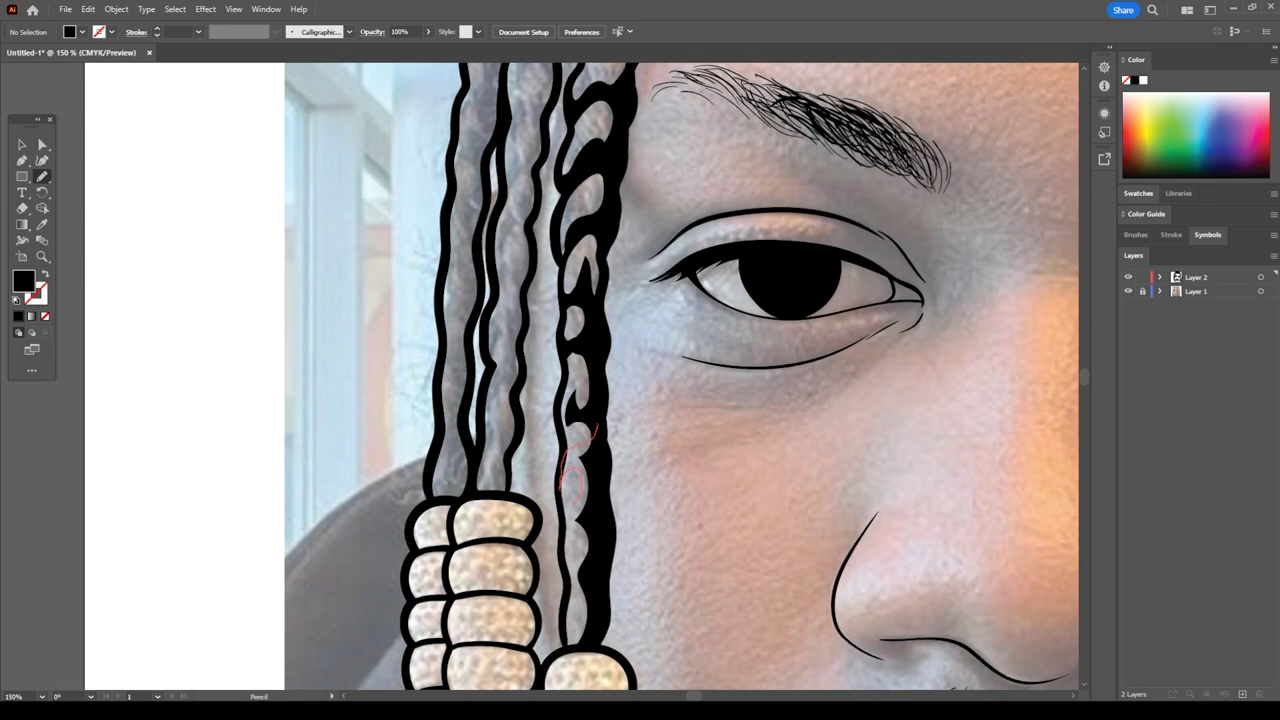 Ai File Edit Object Type Select Effect View Window Help Share
No Selection Stroke: Calligraphic... Opacity: 100% Style: Document Setup Preferences
Untitled-1* @ 150 % (CMYK/Preview) ×
Color
Swatches Libraries
Color Guide
Brushes Stroke Symbols
Layers
Layer 2
Layer 1
150% 0° 1 Pencil 2 Layers